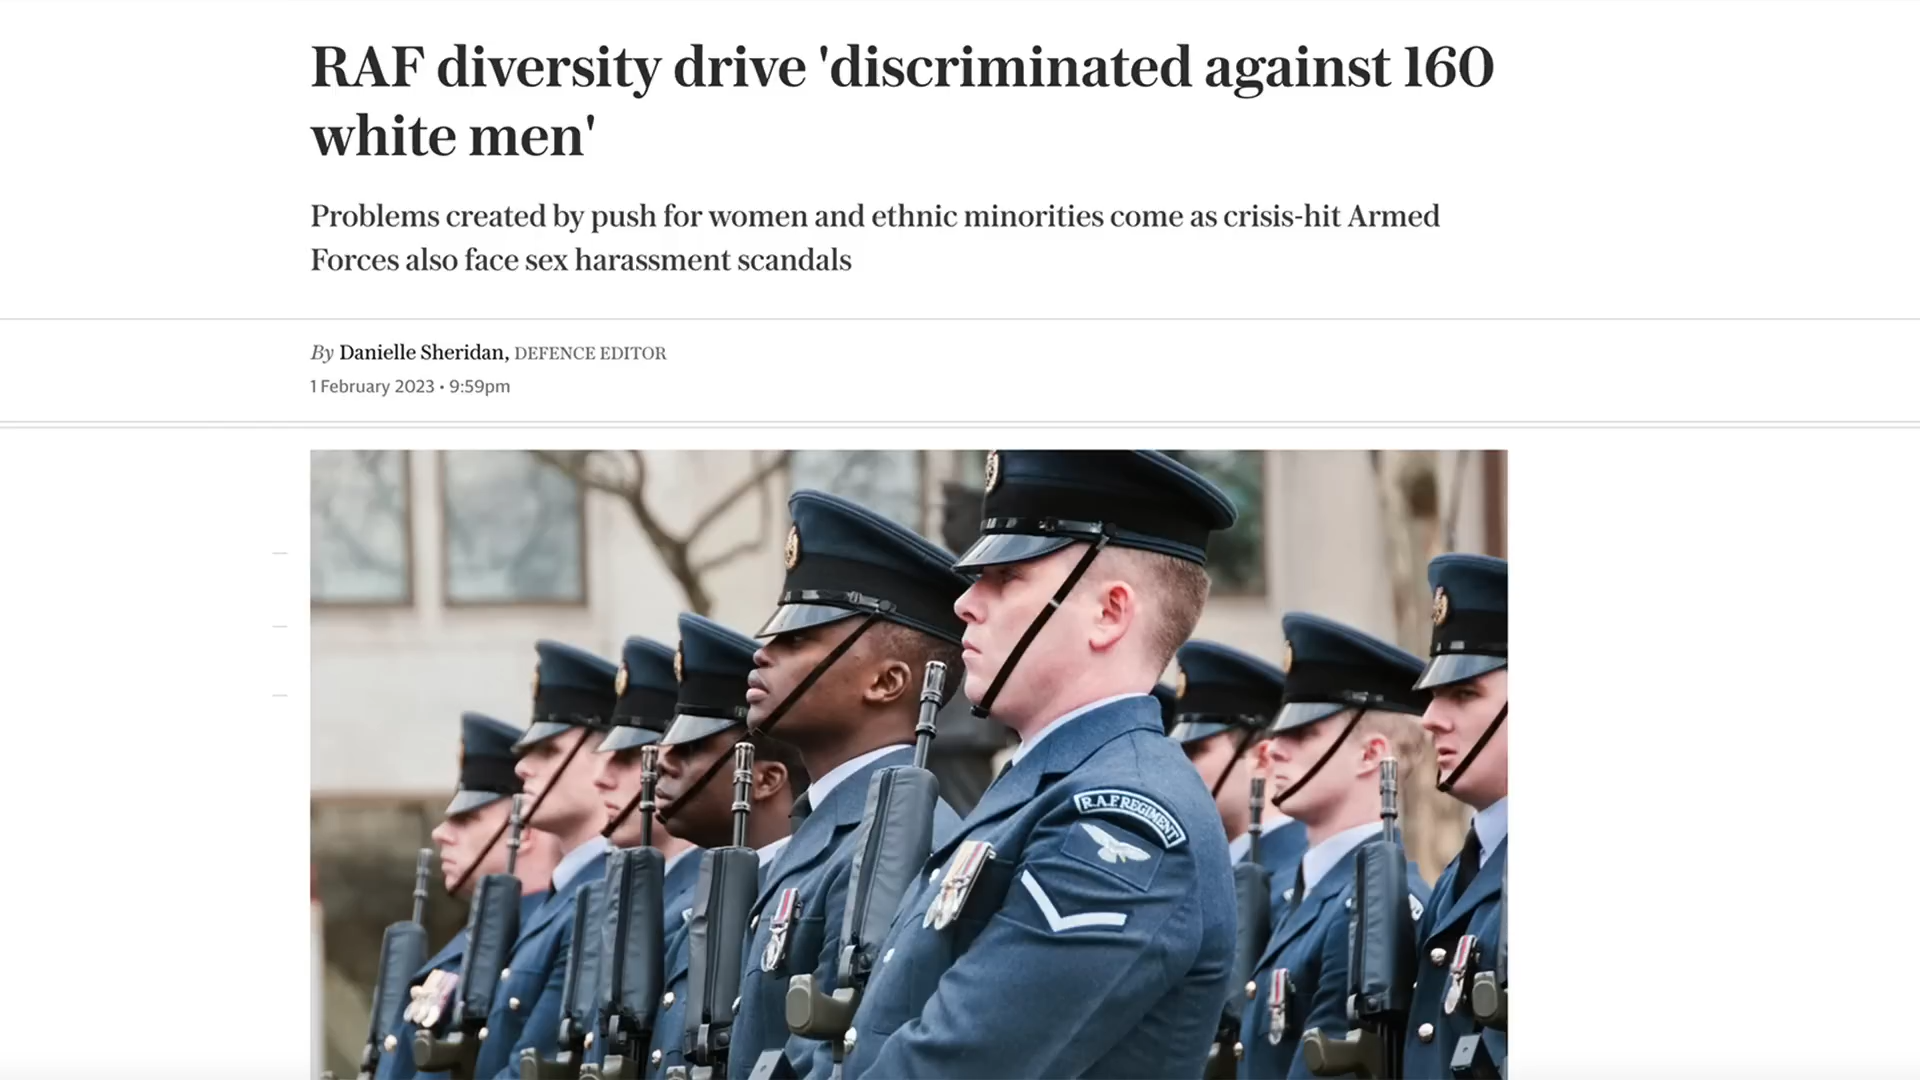 RAF diversity drive 'discriminated against 160
white men'
Problems created by push for women and ethnic minorities come as crisis-hit Armed
Forces also face sex harassment scandals
By Danielle Sheridan, DEFENCE EDITOR
1 February 2023 • 9:59pm
R.A.F REGIMENT